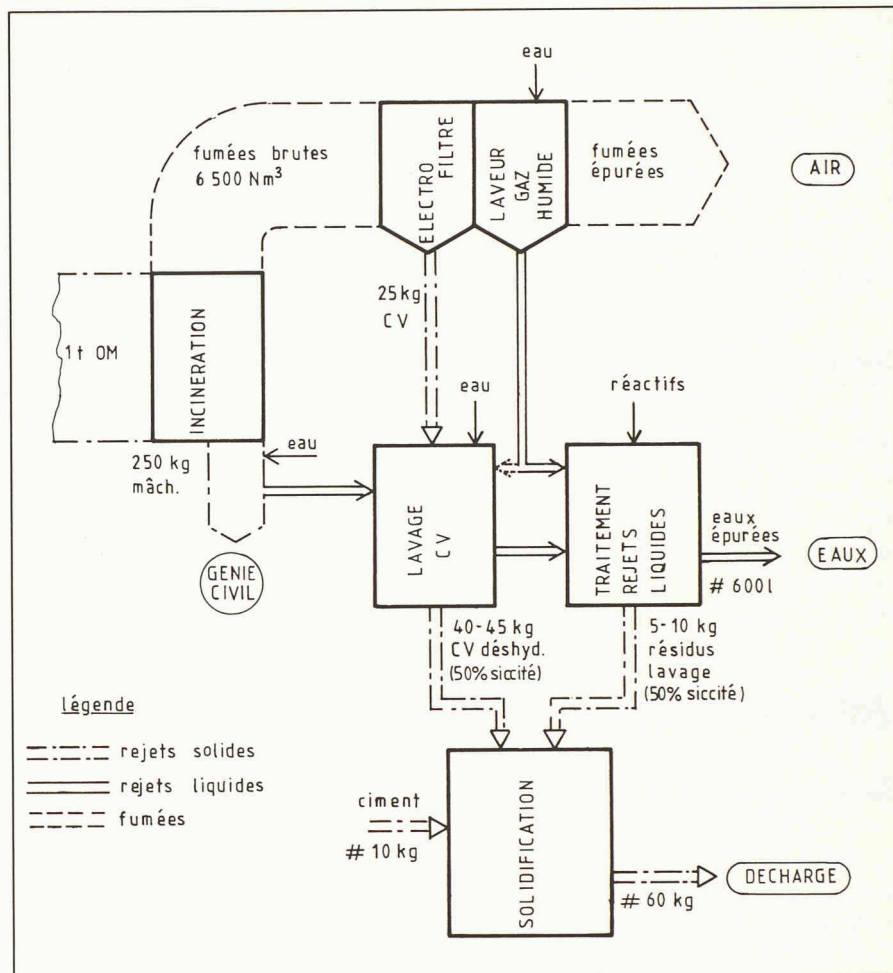 eau
fumées brutes
6 500 Nm³
ELECTRO
FILTRE
LAVEUR
GAZ
HUMIDE
fumées
épurées
AIR
1t OM
INCINERATION
25kg
CV
eau
réactifs
250 kg
mâch.
eau
GENIE
CIVIL
LAVAGE
CV
TRAITEMENT
REJETS
LIQUIDES
eaux
épurées
# 600 l
EAUX
40-45 kg
CV déshyd.
(50% siccité)
5-10 kg
résidus
lavage
(50% siccité)
légende
rejets solides
rejets liquides
fumées
ciment
# 10 kg
SOLIDIFICATION
# 60 kg
DECHARGE